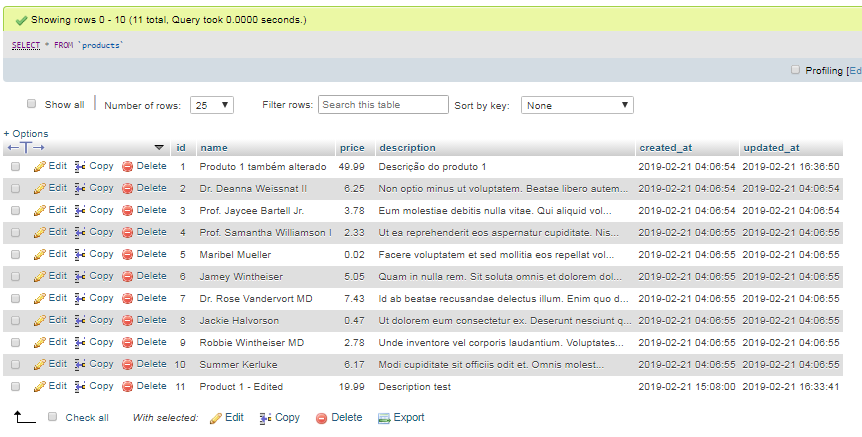 Showing rows 0 - 10 (11 total, Query took 0.0000 seconds.)
SELECT * FROM `products`
Profiling [Ed
Show all Number of rows: 25 Filter rows: Search this table Sort by key: None
+ Options
id name price description created_at updated_at
Edit Copy Delete 1 Produto 1 também alterado 49.99 Descrição do produto 1 2019-02-21 04:06:54 2019-02-21 16:36:50
Edit Copy Delete 2 Dr. Deanna Weissnat II 6.25 Non optio minus ut voluptatem. Beatae libero autem... 2019-02-21 04:06:54 2019-02-21 04:06:54
Edit Copy Delete 3 Prof. Jaycee Bartell Jr. 3.78 Eum molestiae debitis nulla vitae. Qui aliquid vol... 2019-02-21 04:06:54 2019-02-21 04:06:54
Edit Copy Delete 4 Prof. Samantha Williamson I 2.33 Ut ea reprehenderit eos aspernatur cupiditate. Nis... 2019-02-21 04:06:55 2019-02-21 04:06:55
Edit Copy Delete 5 Maribel Mueller 0.02 Facere voluptatem et sed mollitia eos repellat vol... 2019-02-21 04:06:55 2019-02-21 04:06:55
Edit Copy Delete 6 Jamey Wintheiser 5.05 Quam in nulla rem. Sit soluta omnis et dolorem dol... 2019-02-21 04:06:55 2019-02-21 04:06:55
Edit Copy Delete 7 Dr. Rose Vandervort MD 7.43 Id ab beatae recusandae delectus illum. Enim quo d... 2019-02-21 04:06:55 2019-02-21 04:06:55
Edit Copy Delete 8 Jackie Halvorson 0.47 Ut dolorem eum consectetur ex. Deserunt nesciunt q... 2019-02-21 04:06:55 2019-02-21 04:06:55
Edit Copy Delete 9 Robbie Wintheiser MD 2.78 Unde inventore vel corporis laudantium. Voluptates... 2019-02-21 04:06:55 2019-02-21 04:06:55
Edit Copy Delete 10 Summer Kerluke 6.17 Modi cupiditate sit officiis odit et. Omnis molest... 2019-02-21 04:06:55 2019-02-21 04:06:55
Edit Copy Delete 11 Product 1 - Edited 19.99 Description test 2019-02-21 15:08:00 2019-02-21 16:33:41
Check all With selected: Edit Copy Delete Export